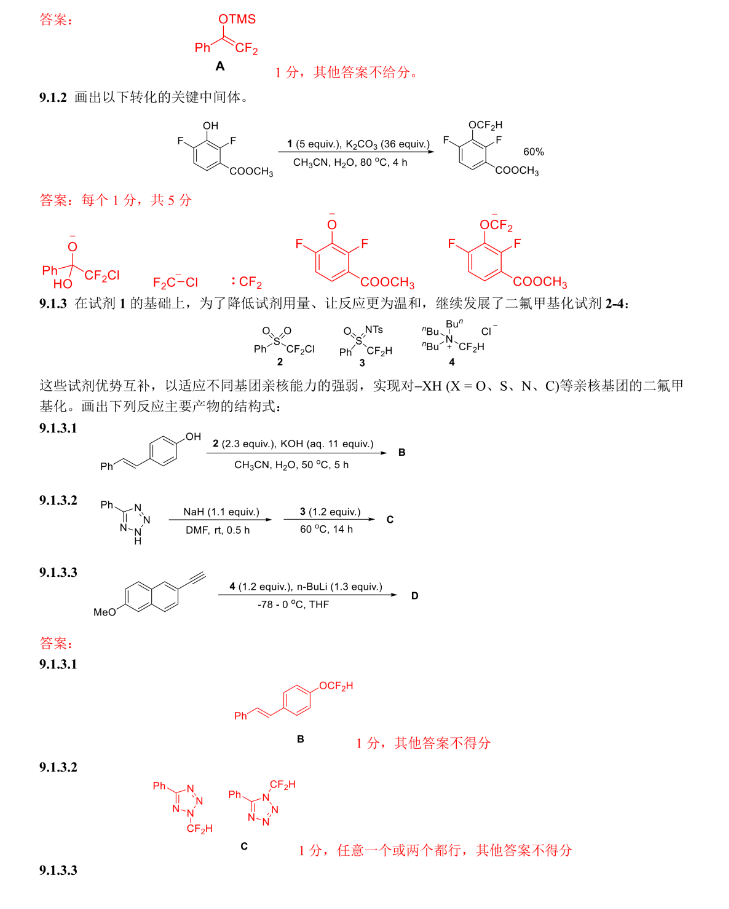 答案：
OTMS
Ph
CF₂
A
1 分，其他答案不给分。
9.1.2 画出以下转化的关键中间体。
OH
F
F
COOCH₃
1 (5 equiv.), K₂CO₃ (36 equiv.)
CH₃CN, H₂O, 80 °C, 4 h
OCF₂H
F
F
COOCH₃
60%
答案：每个 1 分，共 5 分
O⁻
Ph
HO
CF₂Cl
F₂C⁻–Cl
:CF₂
O⁻
F
F
COOCH₃
OCF₂⁻
F
F
COOCH₃
9.1.3 在试剂 1 的基础上，为了降低试剂用量、让反应更为温和，继续发展了二氟甲基化试剂 2-4：
O O
S
Ph
CF₂Cl
2
O
NTs
S
Ph
CF₂H
3
Buⁿ
ⁿBu
ⁿBu
N
+
CF₂H
Cl⁻
4
这些试剂优势互补，以适应不同基团亲核能力的强弱，实现对–XH (X = O、S、N、C)等亲核基团的二氟甲
基化。画出下列反应主要产物的结构式：
9.1.3.1
OH
Ph
2 (2.3 equiv.), KOH (aq. 11 equiv.)
CH₃CN, H₂O, 50 °C, 5 h
B
9.1.3.2
Ph
N
N
N
N
H
NaH (1.1 equiv.)
DMF, rt, 0.5 h
3 (1.2 equiv.)
60 °C, 14 h
C
9.1.3.3
MeO
4 (1.2 equiv.), n-BuLi (1.3 equiv.)
-78 - 0 °C, THF
D
答案：
9.1.3.1
OCF₂H
Ph
B
1 分，其他答案不得分
9.1.3.2
Ph
N
N
N
N
CF₂H
Ph
CF₂H
N
N
N
N
C
1 分，任意一个或两个都行，其他答案不得分
9.1.3.3